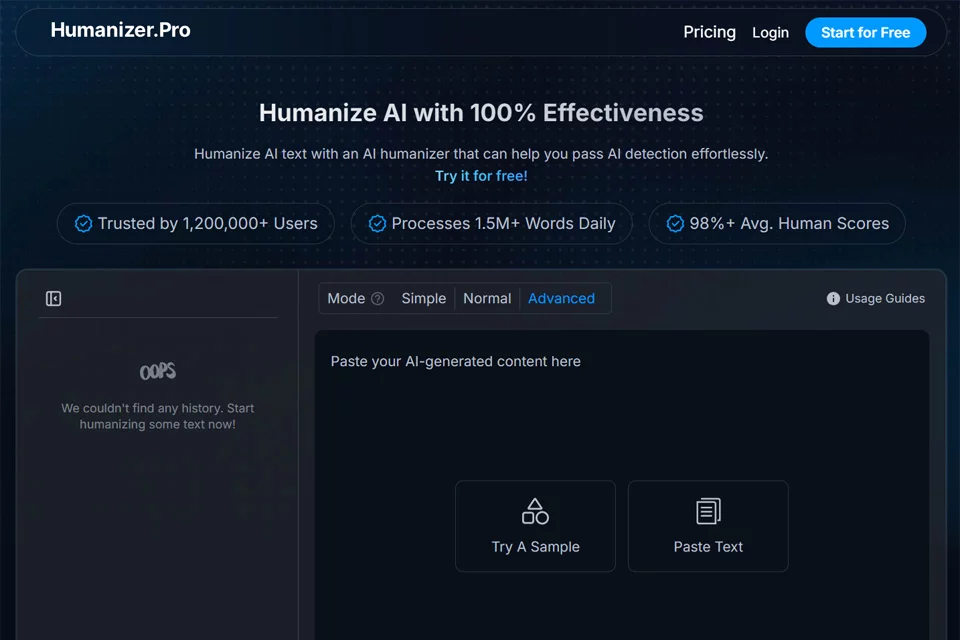 Humanizer.Pro
Pricing
Login
Start for Free
Humanize AI with 100% Effectiveness
Humanize AI text with an AI humanizer that can help you pass AI detection effortlessly.
Try it for free!
Trusted by 1,200,000+ Users
Processes 1.5M+ Words Daily
98%+ Avg. Human Scores
Mode
Simple
Normal
Advanced
Usage Guides
OOPS
We couldn't find any history. Start
humanizing some text now!
Paste your AI-generated content here
Try A Sample
Paste Text